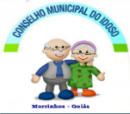 CONSELHO MUNICIPAL DO IDOSO
Morrinhos - Goiás